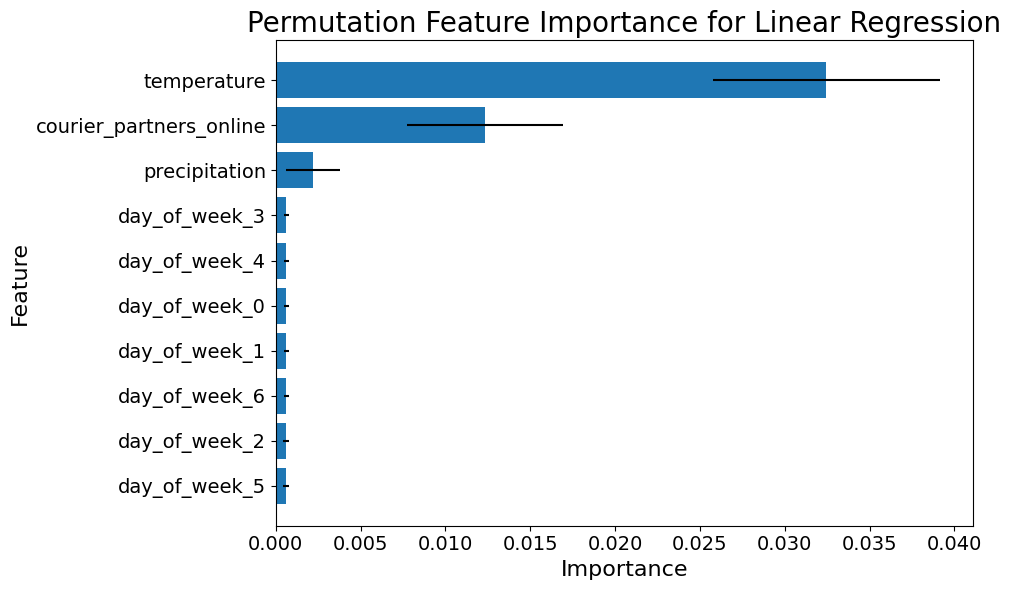 Permutation Feature Importance for Linear Regression
temperature
courier_partners_online
precipitation
day_of_week_3
day_of_week_4
day_of_week_0
day_of_week_1
day_of_week_6
day_of_week_2
day_of_week_5
Feature
0.000 0.005 0.010 0.015 0.020 0.025 0.030 0.035 0.040
Importance